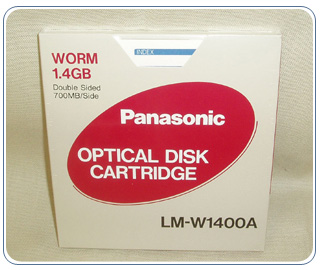 INDEX
WORM
1.4GB
Double Sided
700MB/Side
Panasonic
OPTICAL DISK
CARTRIDGE
LM-W1400A